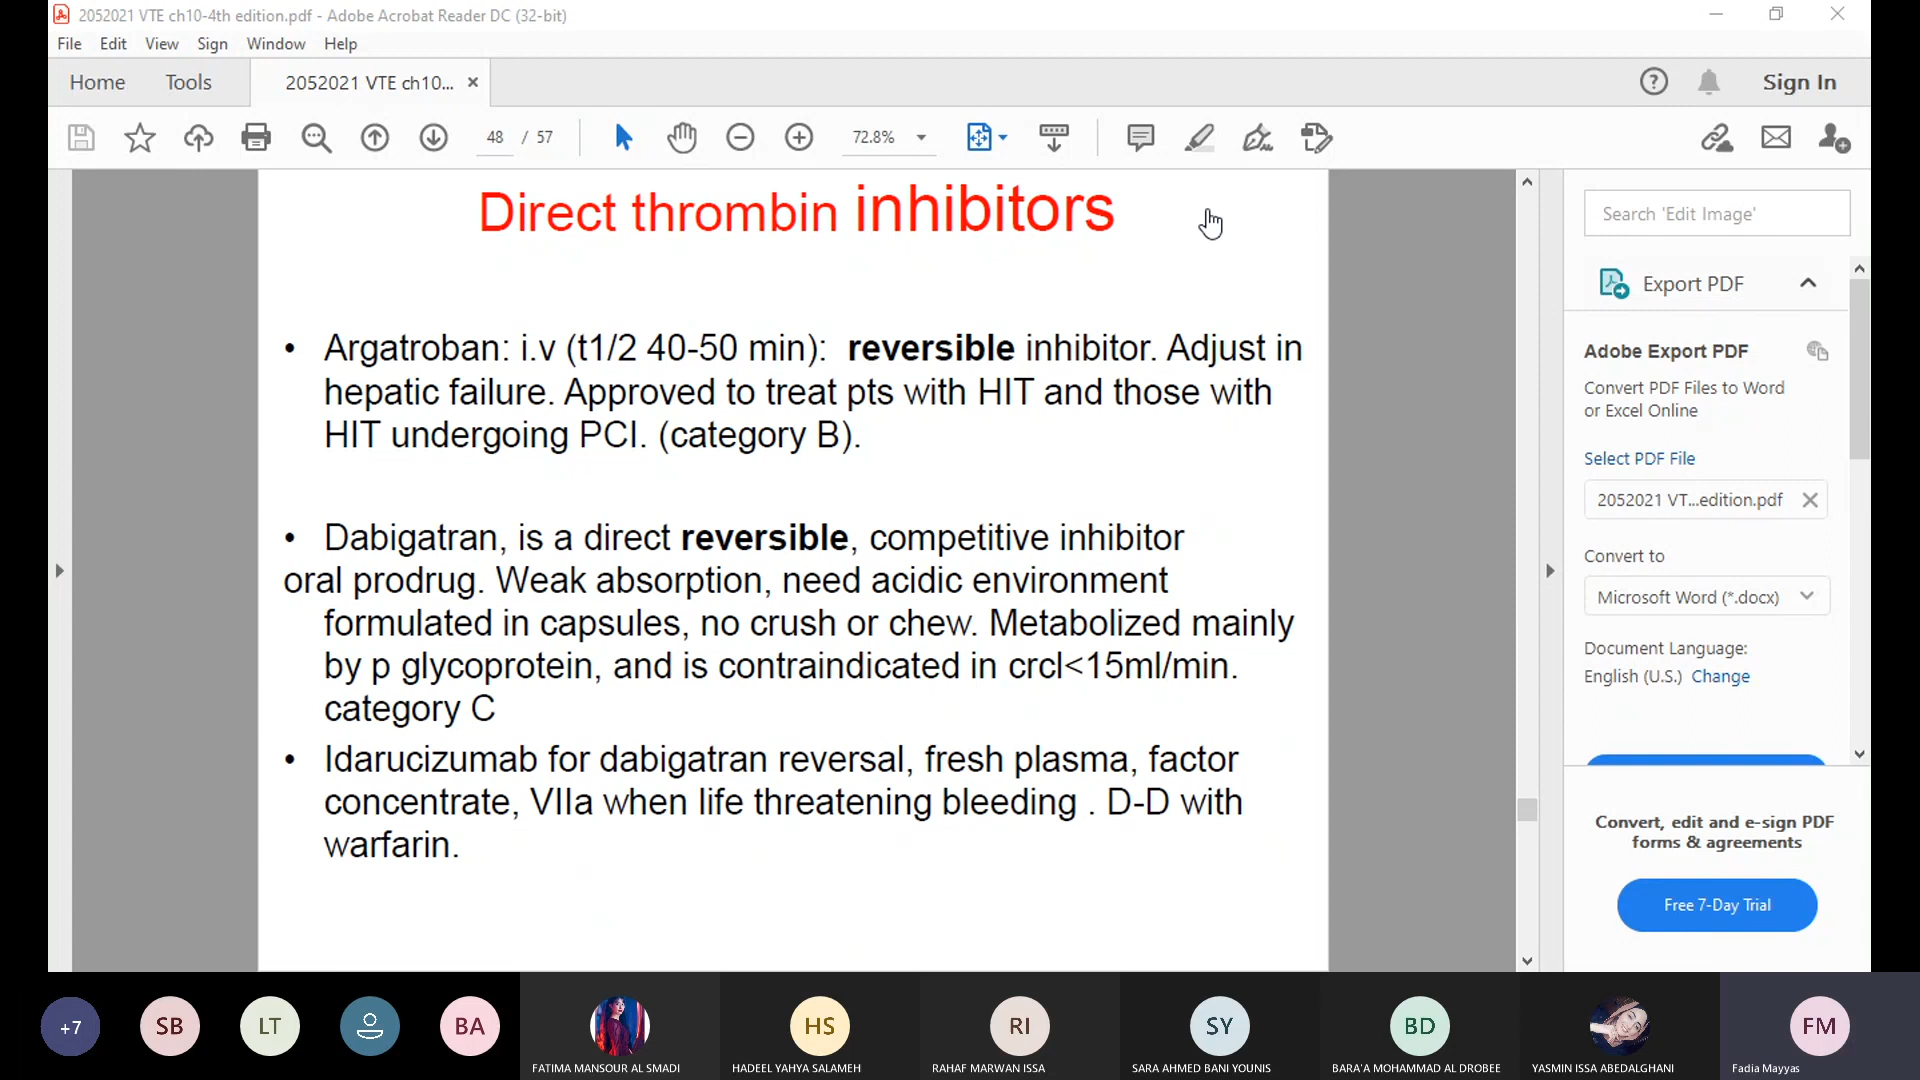 2052021 VTE ch10-4th edition.pdf - Adobe Acrobat Reader DC (32-bit)
File Edit View Sign Window Help
Home Tools 2052021 VTE ch10... × Sign In
48 / 57 72.8%
Direct thrombin inhibitors
• Argatroban: i.v (t1/2 40-50 min): reversible inhibitor. Adjust in
hepatic failure. Approved to treat pts with HIT and those with
HIT undergoing PCI. (category B).
• Dabigatran, is a direct reversible, competitive inhibitor
oral prodrug. Weak absorption, need acidic environment
formulated in capsules, no crush or chew. Metabolized mainly
by p glycoprotein, and is contraindicated in crcl<15ml/min.
category C
• Idarucizumab for dabigatran reversal, fresh plasma, factor
concentrate, VIIa when life threatening bleeding . D-D with
warfarin.
Search 'Edit Image'
Export PDF
Adobe Export PDF
Convert PDF Files to Word
or Excel Online
Select PDF File
2052021 VT...edition.pdf
Convert to
Microsoft Word (*.docx)
Document Language:
English (U.S.) Change
Convert, edit and e-sign PDF
forms & agreements
Free 7-Day Trial
+7 SB LT BA HS RI SY BD FM
FATIMA MANSOUR AL SMADI HADEEL YAHYA SALAMEH RAHAF MARWAN ISSA SARA AHMED BANI YOUNIS BARA'A MOHAMMAD AL DROBEE YASMIN ISSA ABEDALGHANI Fadia Mayyas